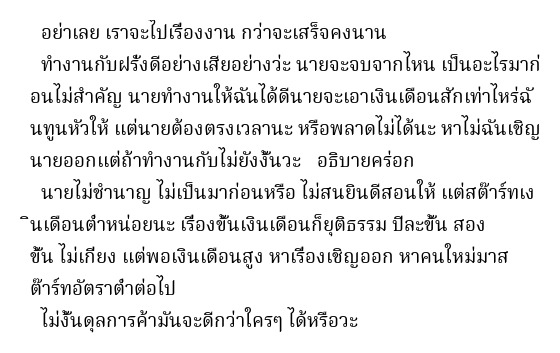 อย่าเลย เราจะไปเรื่องงาน กว่าจะเสร็จคงนาน
ทำงานกับฝรั่งดีอย่างเสียอย่างว่ะ นายจะจบจากไหน เป็นอะไรมาก่
อนไม่สำคัญ นายทำงานให้ฉันได้ดีนายจะเอาเงินเดือนสักเท่าไหร่ฉั
นทูนหัวให้ แต่นายต้องตรงเวลานะ หรือพลาดไม่ได้นะ หาไม่ฉันเชิญ
นายออกแต่ถ้าทำงานกับไม่ยังงั้นวะ อธิบายคร่อก
นายไม่ชำนาญ ไม่เป็นมาก่อนหรือ ไม่สนยินดีสอนให้ แต่สต๊าร์ทเง
ินเดือนต่ำหน่อยนะ เรื่องขั้นเงินเดือนก็ยุติธรรม ปีละขั้น สอง
ขั้น ไม่เกี่ยง แต่พอเงินเดือนสูง หาเรื่องเชิญออก หาคนใหม่มาส
ต๊าร์ทอัตราต่ำต่อไป
ไม่งั้นดุลการค้ามันจะดีกว่าใครๆ ได้หรือวะ